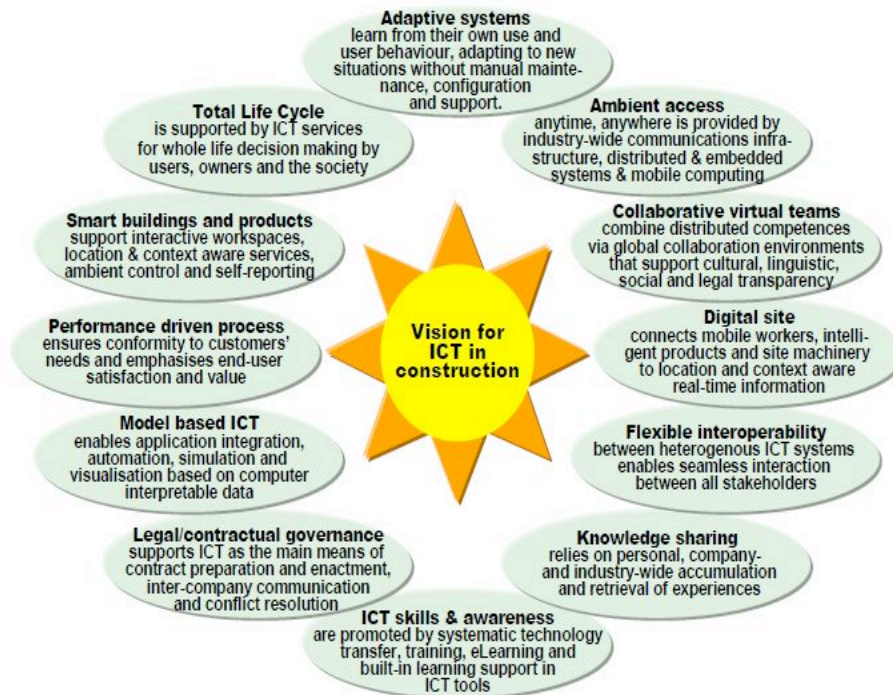 Adaptive systems
learn from their own use and
user behaviour, adapting to new
situations without manual mainte-
nance, configuration
and support.
Total Life Cycle
is supported by ICT services
for whole life decision making by
users, owners and the society
Ambient access
anytime, anywhere is provided by
industry-wide communications infra-
structure, distributed & embedded
systems & mobile computing
Smart buildings and products
support interactive workspaces,
location & context aware services,
ambient control and self-reporting
Collaborative virtual teams
combine distributed competences
via global collaboration environments
that support cultural, linguistic,
social and legal transparency
Performance driven process
ensures conformity to customers'
needs and emphasises end-user
satisfaction and value
Vision for
ICT in
construction
Digital site
connects mobile workers, intelli-
gent products and site machinery
to location and context aware
real-time information
Model based ICT
enables application integration,
automation, simulation and
visualisation based on computer
interpretable data
Flexible interoperability
between heterogenous ICT systems
enables seamless interaction
between all stakeholders
Legal/contractual governance
supports ICT as the main means of
contract preparation and enactment,
inter-company communication
and conflict resolution
Knowledge sharing
relies on personal, company-
and industry-wide accumulation
and retrieval of experiences
ICT skills & awareness
are promoted by systematic technology
transfer, training, eLearning and
built-in learning support in
ICT tools